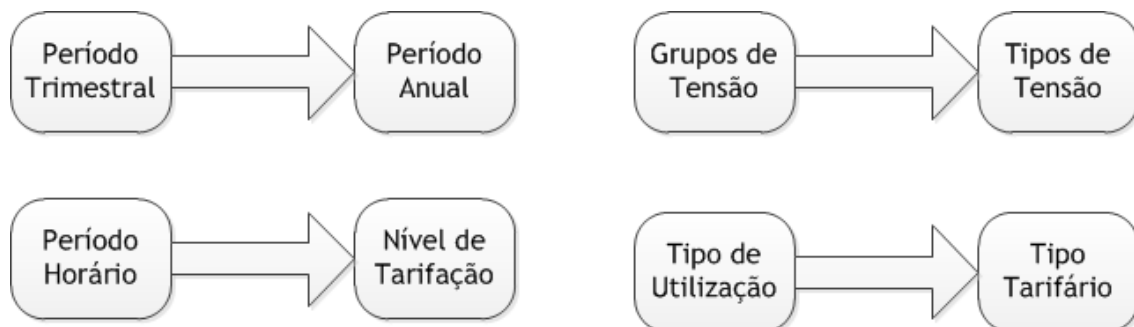 Período
Trimestral
Período
Anual
Grupos de
Tensão
Tipos de
Tensão
Período
Horário
Nível de
Tarifação
Tipo de
Utilização
Tipo
Tarifário